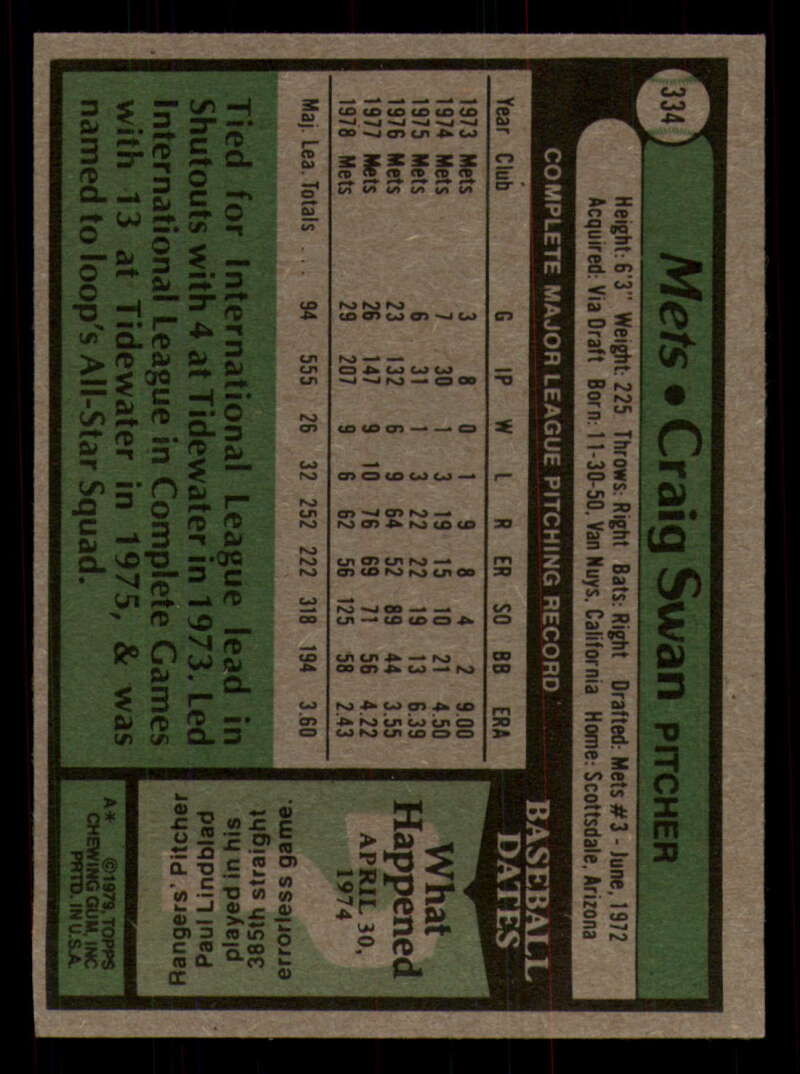 334
Mets • Craig Swan PITCHER
Height: 6'3" Weight: 225 Throws: Right Bats: Right Drafted: Mets #3 - June, 1972
Acquired: Via Draft Born: 11-30-50, Van Nuys, California Home: Scottsdale, Arizona
COMPLETE MAJOR LEAGUE PITCHING RECORD
Year Club G IP W L R ER SO BB ERA
1973 Mets 3 8 0 1 9 8 4 2 9.00
1974 Mets 7 30 1 3 19 15 10 21 4.50
1975 Mets 6 31 1 3 22 22 19 13 6.39
1976 Mets 23 132 6 9 64 52 89 44 3.55
1977 Mets 26 147 9 10 76 69 71 56 4.22
1978 Mets 29 207 9 6 62 56 125 58 2.43
Maj. Lea. Totals . . . 94 555 26 32 252 222 318 194 3.60
Tied for International League lead in
Shutouts with 4 at Tidewater in 1973. Led
International League in Complete Games
with 13 at Tidewater in 1975, & was
named to loop's All-Star Squad.
BASEBALL
DATES
What
Happened
APRIL 30,
1974
Rangers' Pitcher
Paul Lindblad
played in his
385th straight
errorless game.
A* ©1979, TOPPS
CHEWING GUM, INC
PRTD. IN U.S.A.